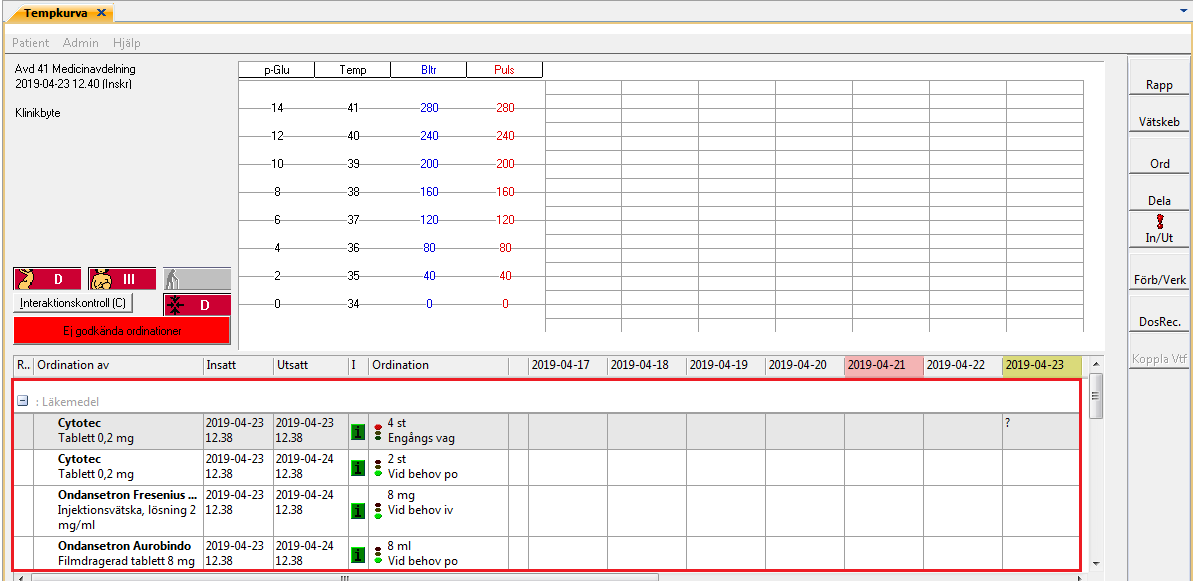 Tempkurva
Patient Admin Hjälp
Avd 41 Medicinavdelning
2019-04-23 12.40 (Inskr)
Klinikbyte
p-Glu Temp Bltr Puls
14 41 280 280
12 40 240 240
10 39 200 200
8 38 160 160
6 37 120 120
4 36 80 80
2 35 40 40
0 34 0 0
D III
Interaktionskontroll (C) D
Ej godkända ordinationer
Rapp
Vätskeb
Ord
Dela
In/Ut
Förb/Verk
DosRec.
Koppla Vtf
R.. Ordination av Insatt Utsatt I Ordination 2019-04-17 2019-04-18 2019-04-19 2019-04-20 2019-04-21 2019-04-22 2019-04-23
: Läkemedel
Cytotec 2019-04-23 2019-04-23 4 st ?
Tablett 0,2 mg 12.38 12.38 i Engångs vag
Cytotec 2019-04-23 2019-04-24 2 st
Tablett 0,2 mg 12.38 12.38 i Vid behov po
Ondansetron Fresenius ... 2019-04-23 2019-04-24 8 mg
Injektionsvätska, lösning 2 12.38 12.38 i Vid behov iv
mg/ml
Ondansetron Aurobindo 2019-04-23 2019-04-24 8 ml
Filmdragerad tablett 8 mg 12.38 12.38 i Vid behov po